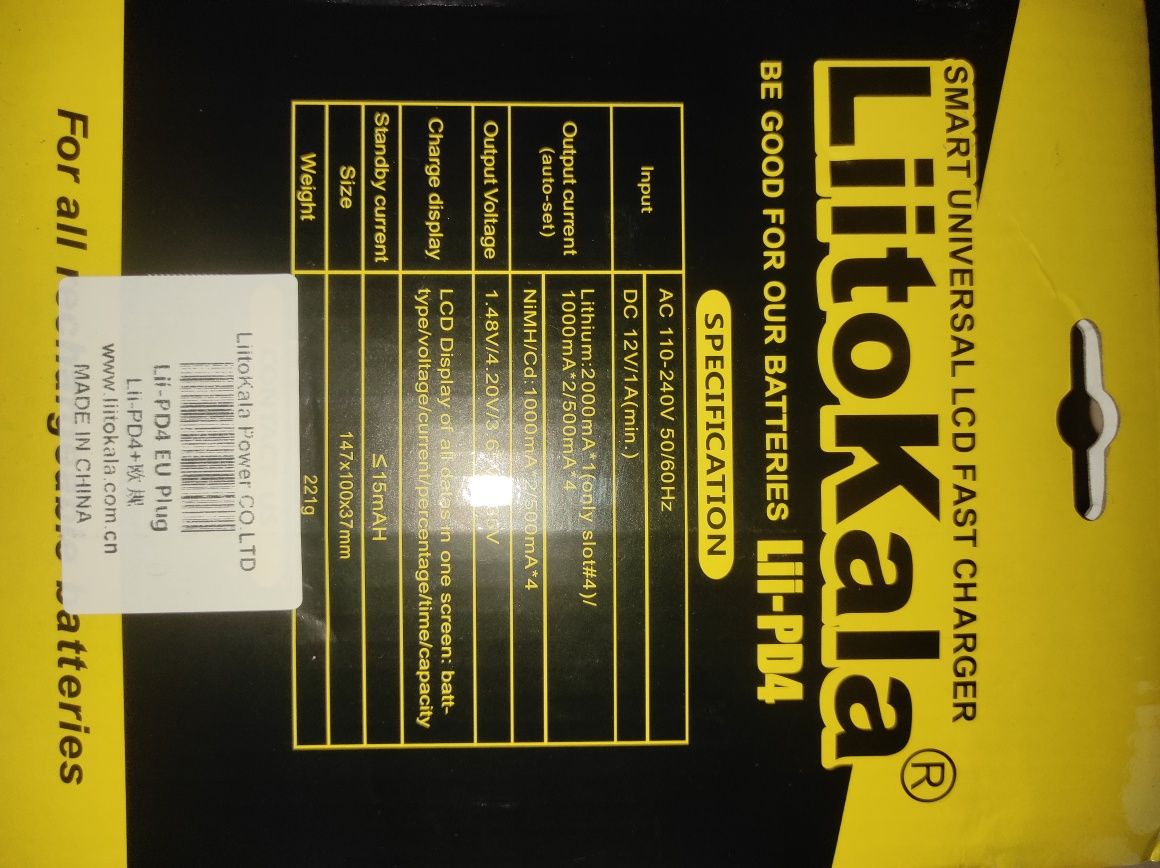 SMART UNIVERSAL LCD FAST CHARGER
LiitoKala®
BE GOOD FOR OUR BATTERIES Lii-PD4
SPECIFICATION
Input
AC 110-240V 50/60Hz
DC 12V/1A(min.)
Output current
(auto-set)
Lithium:2000mA*1(only slot#4)/
1000mA*2/500mA*4
NiMH/Cd:1000mA*2/500mA*4
Output Voltage
1.48V/4.20V/
Charge display
LCD Display of all datas in one screen: batt-
type/voltage/current/percentage/time/capacity
Standby current
≤15mAH
Size
147x100x37mm
Weight
221g
LiitoKala Power CO.LTD
Lii-PD4 EU Plug
Lii-PD4+欧规
www.liitokala.com.cn
MADE IN CHINA
For all batteries